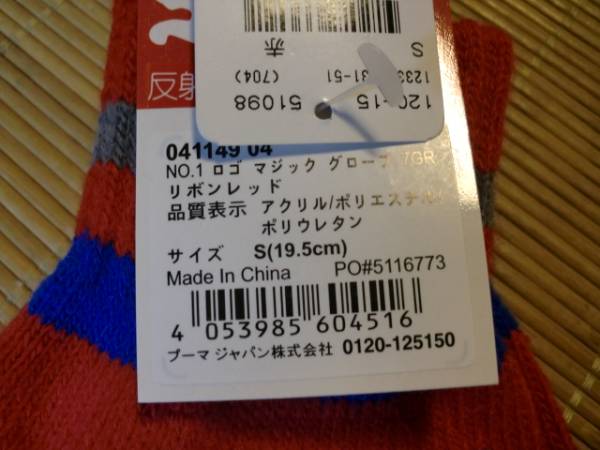 反射
S
赤
(704)
51098
041149 04
NO.1 ロゴ マジック グローブ
リボンレッド
品質表示 アクリル/ポリエステル/
ポリウレタン
サイズ S(19.5cm)
Made In China PO#5116773
4 053985 604516
プーマ ジャパン株式会社 0120-125150